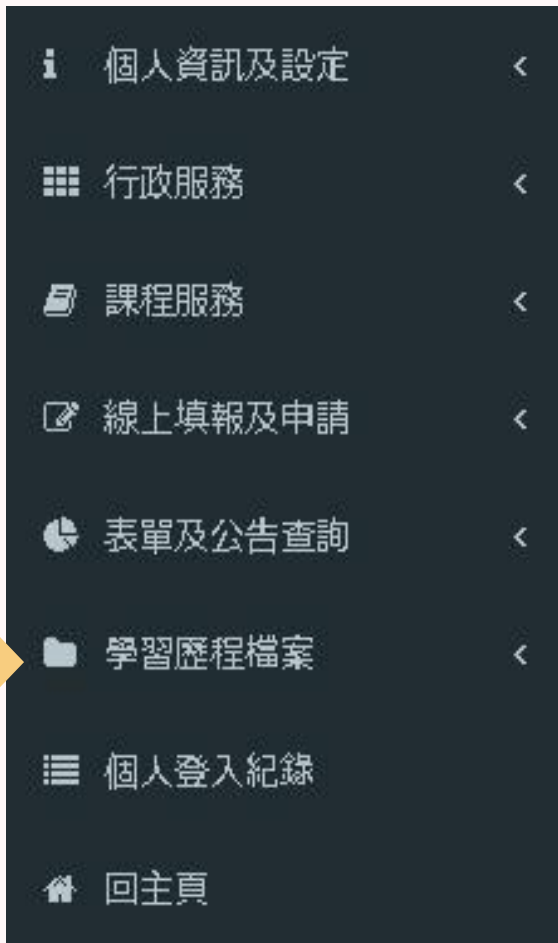 個人資訊及設定
行政服務
課程服務
線上填報及申請
表單及公告查詢
學習歷程檔案
個人登入紀錄
回主頁